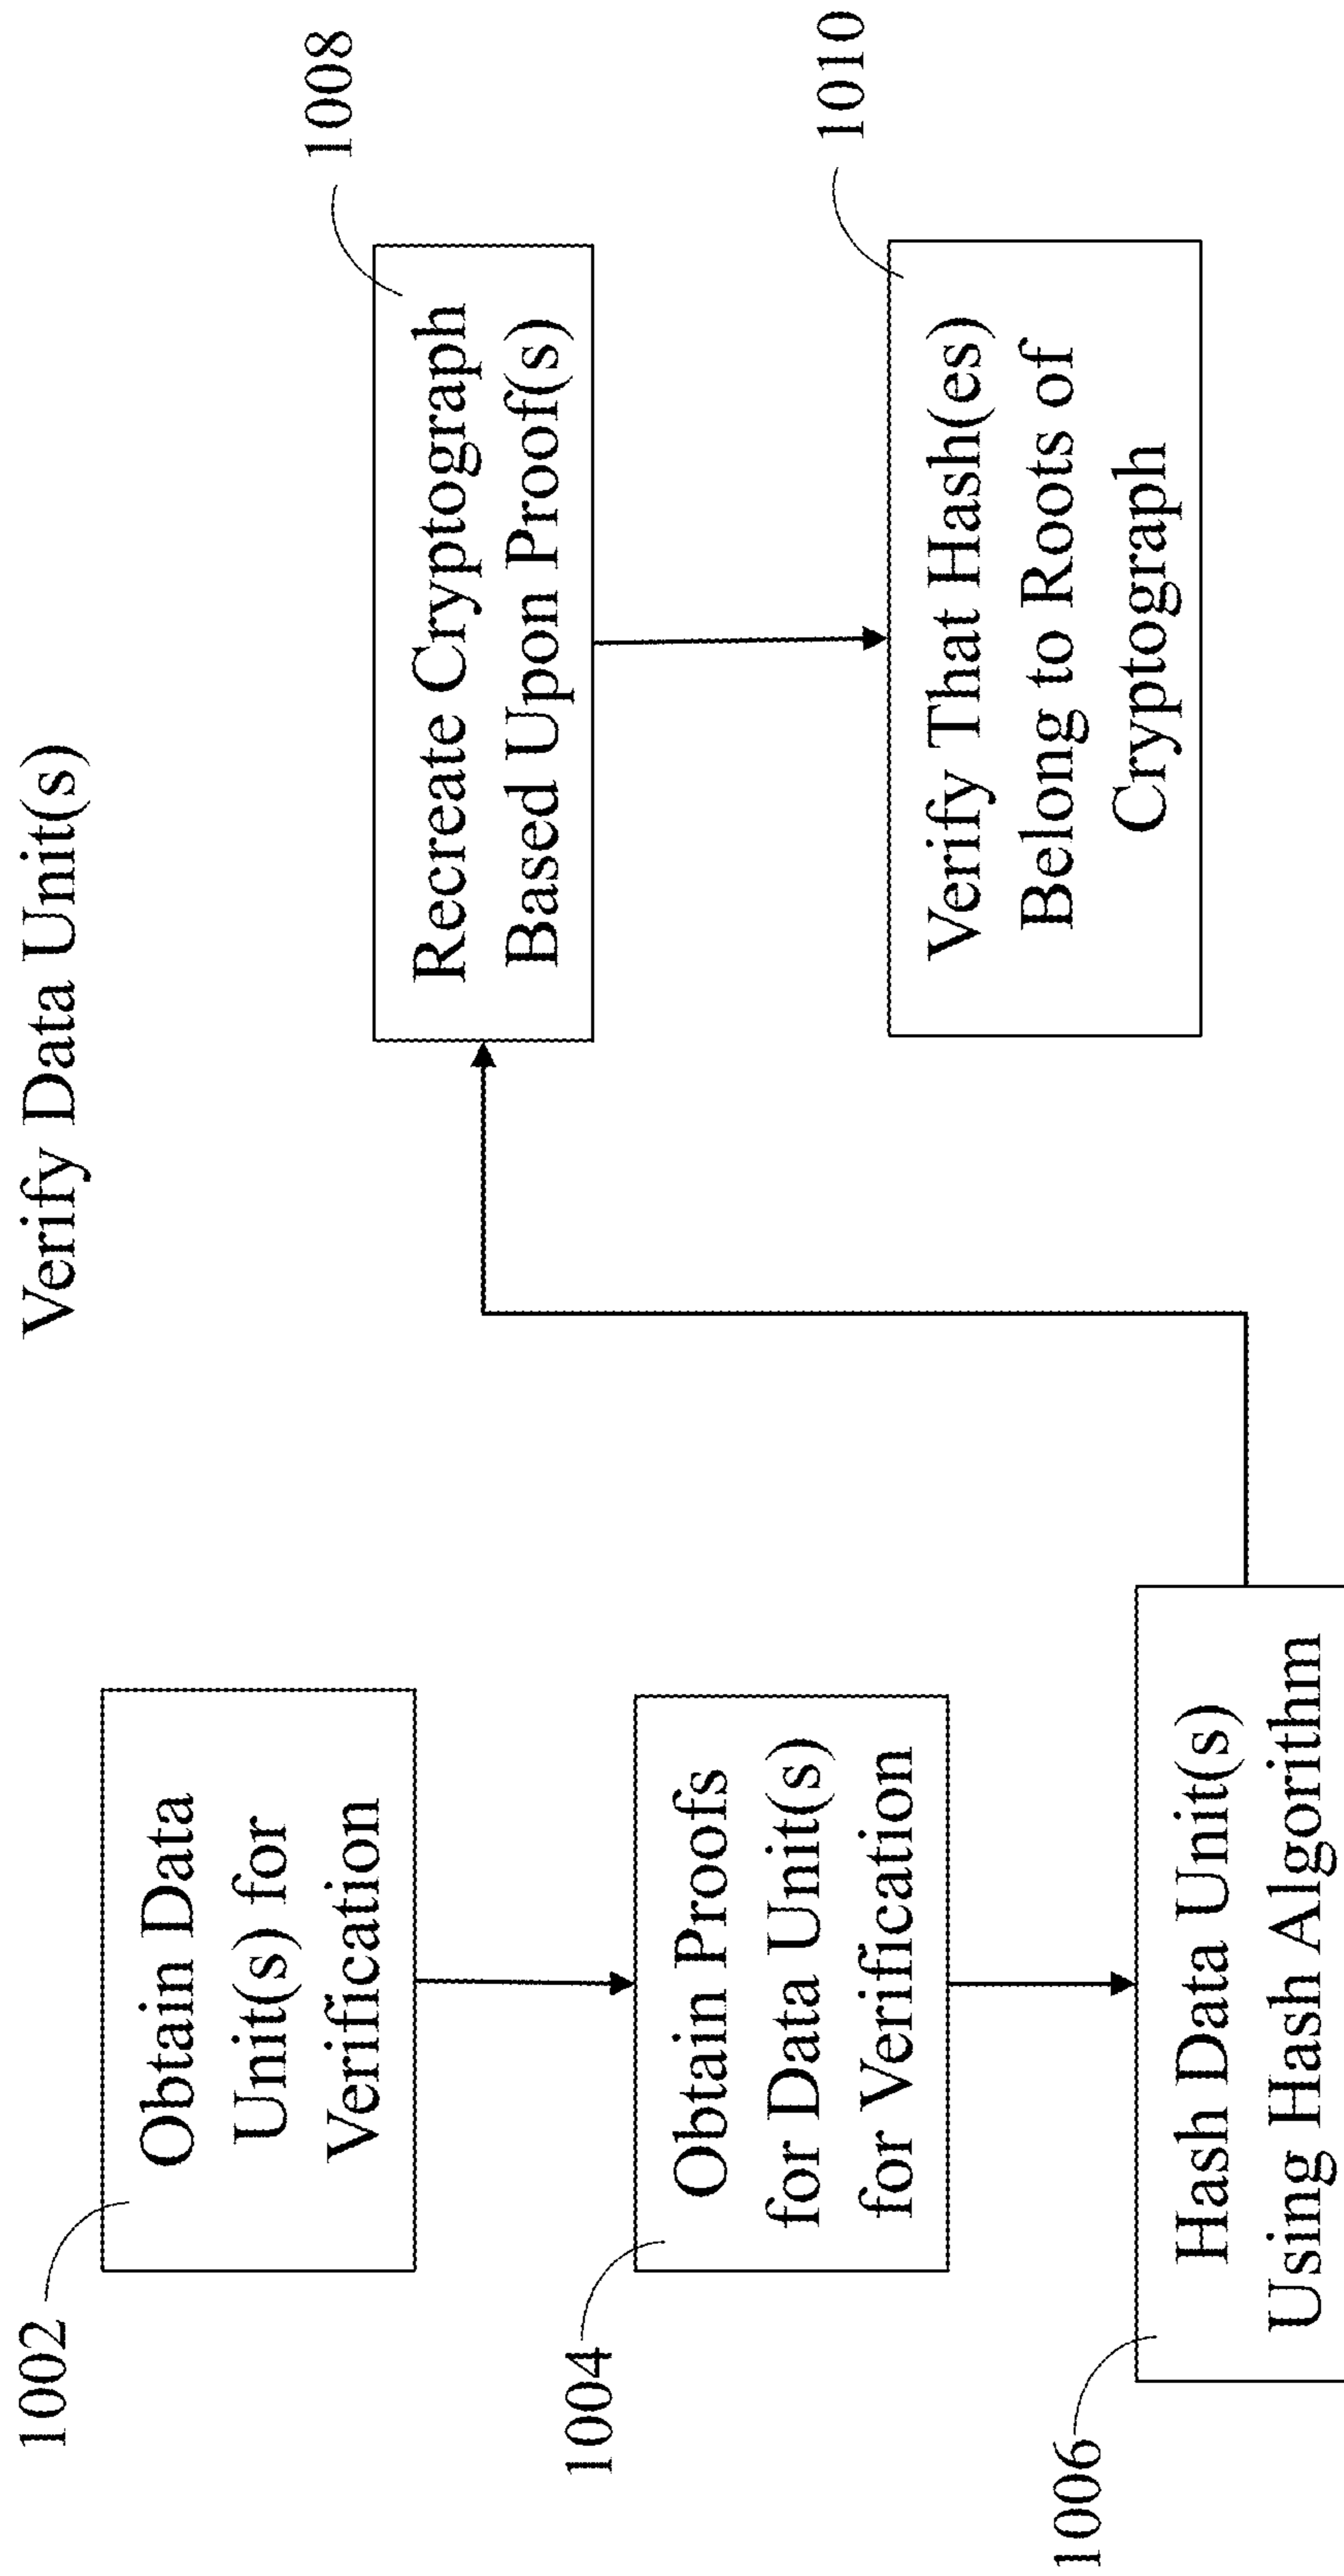 Verify Data Unit(s)
1002
Obtain Data
Unit(s) for
Verification
1004
Obtain Proofs
for Data Unit(s)
for Verification
1006
Hash Data Unit(s)
Using Hash Algorithm
1008
Recreate Cryptograph
Based Upon Proof(s)
1010
Verify That Hash(es)
Belong to Roots of
Cryptograph